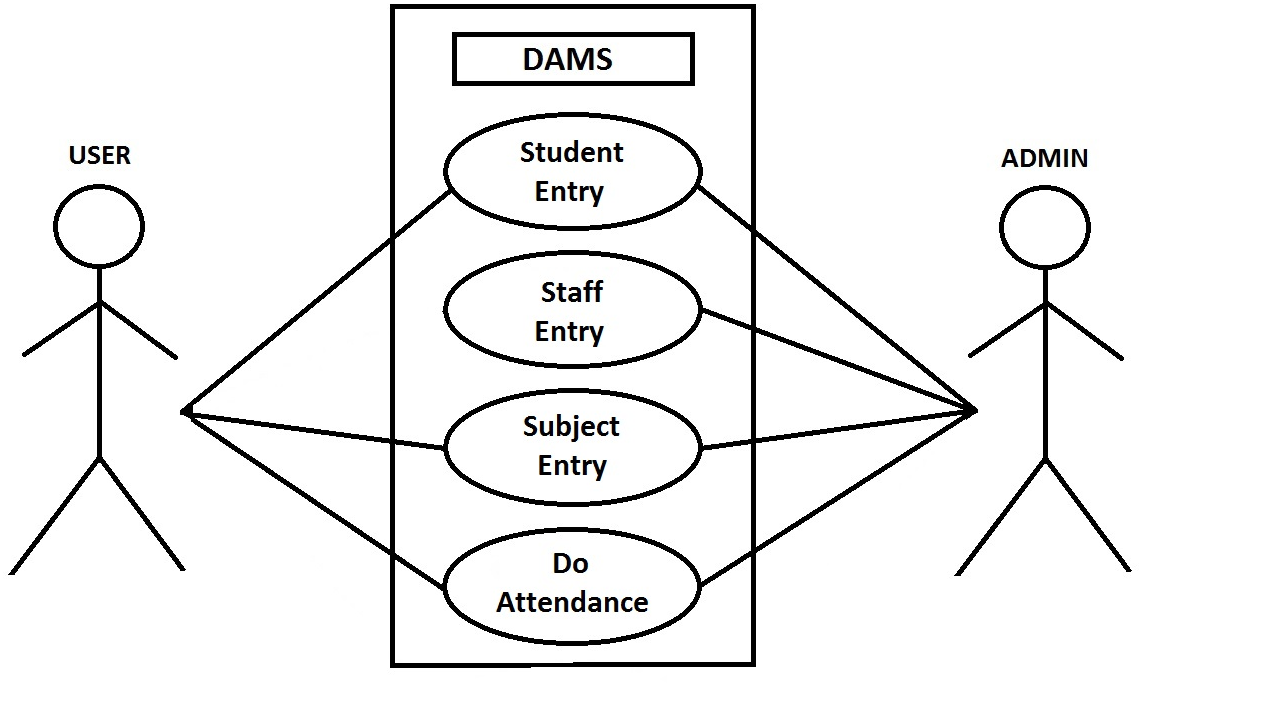 DAMS
USER
ADMIN
Student
Entry
Staff
Entry
Subject
Entry
Do
Attendance